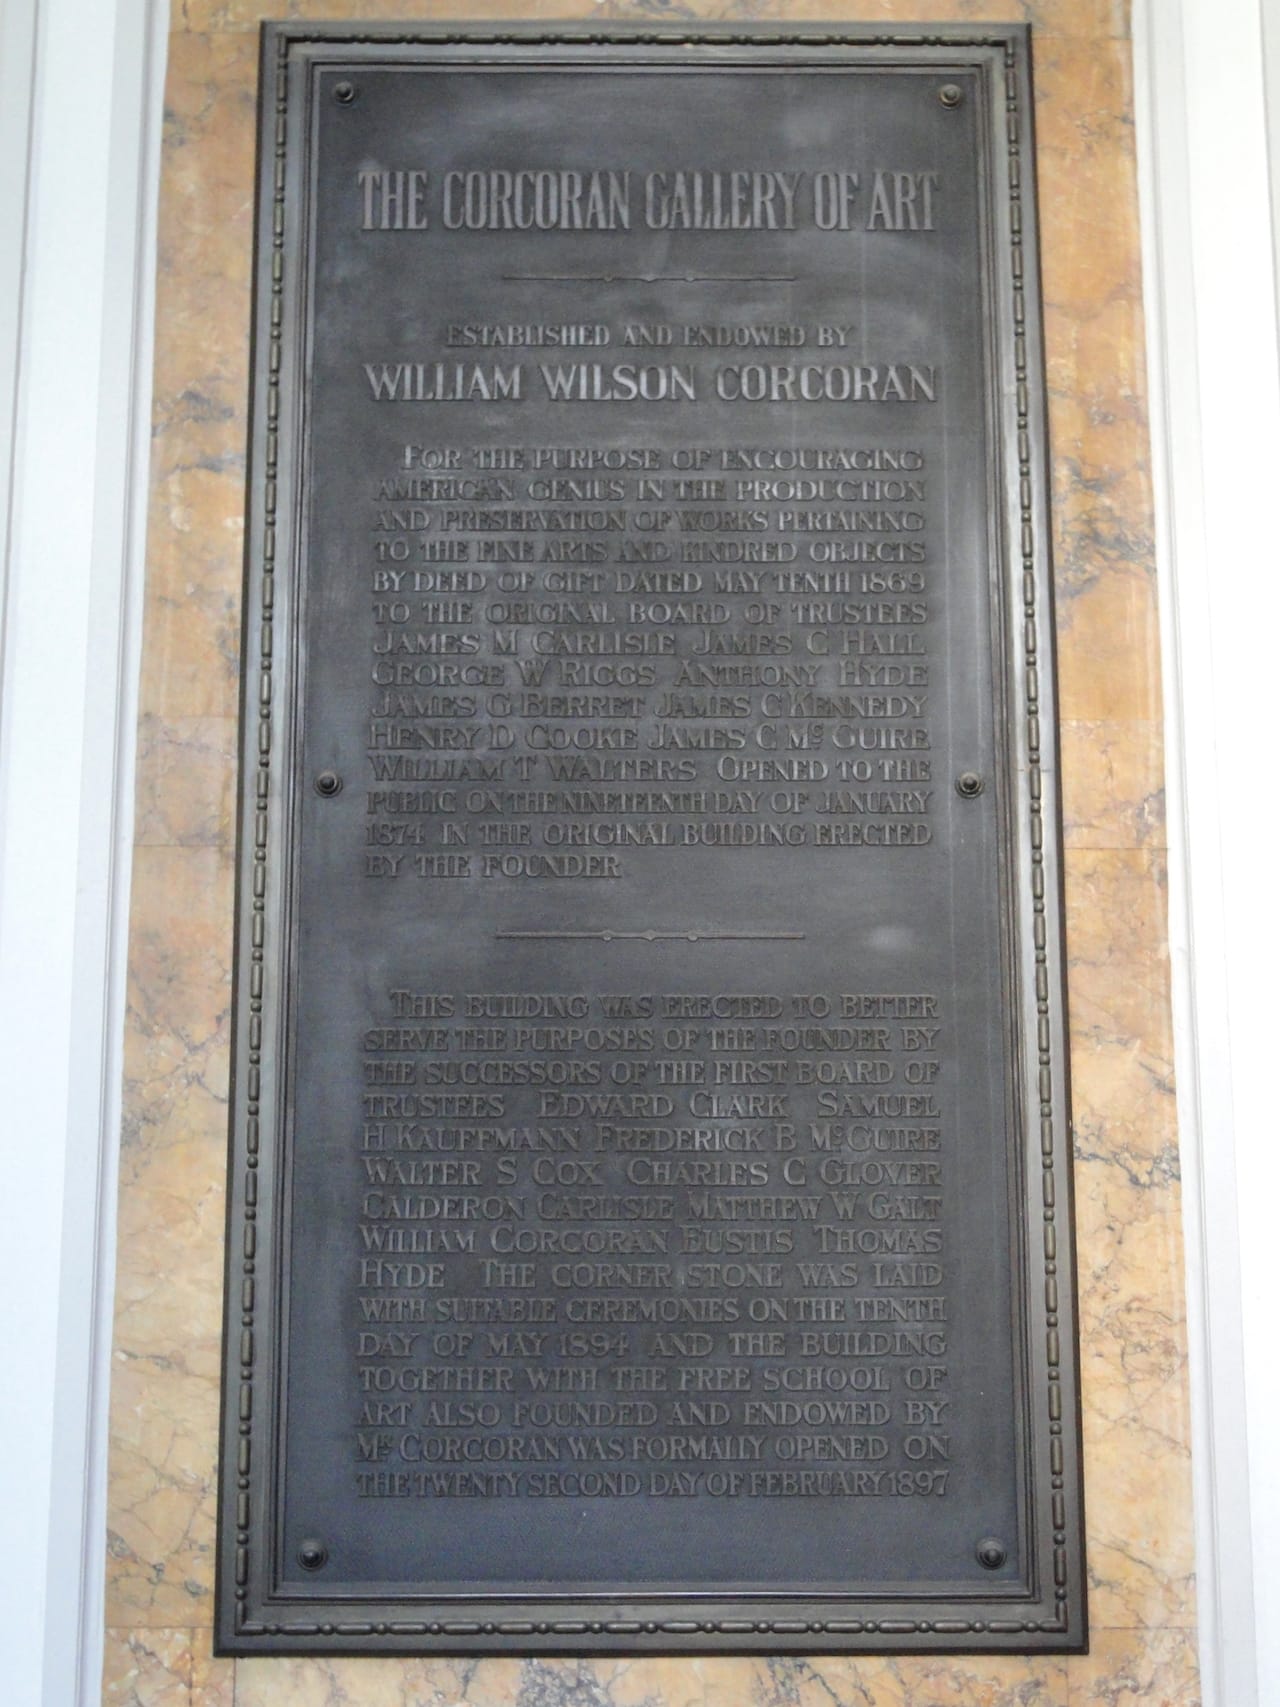 THE CORCORAN GALLERY OF ART
ESTABLISHED AND ENDOWED BY
WILLIAM WILSON CORCORAN
FOR THE PURPOSE OF ENCOURAGING
AMERICAN GENIUS IN THE PRODUCTION
AND PRESERVATION OF WORKS PERTAINING
TO THE FINE ARTS AND KINDRED OBJECTS
BY DEED OF GIFT DATED MAY TENTH 1869
TO THE ORIGINAL BOARD OF TRUSTEES
JAMES M CARLISLE JAMES C HALL
GEORGE W RIGGS ANTHONY HYDE
JAMES G BERRET JAMES C KENNEDY
HENRY D COOKE JAMES C Mc GUIRE
WILLIAM T WALTERS OPENED TO THE
PUBLIC ON THE NINETEENTH DAY OF JANUARY
1874 IN THE ORIGINAL BUILDING ERECTED
BY THE FOUNDER
THIS BUILDING WAS ERECTED TO BETTER
SERVE THE PURPOSES OF THE FOUNDER BY
THE SUCCESSORS OF THE FIRST BOARD OF
TRUSTEES EDWARD CLARK SAMUEL
H KAUFFMANN FREDERICK B McGUIRE
WALTER S COX CHARLES C GLOVER
CALDERON CARLISLE MATTHEW W GALT
WILLIAM CORCORAN EUSTIS THOMAS
HYDE THE CORNER STONE WAS LAID
WITH SUITABLE CEREMONIES ON THE TENTH
DAY OF MAY 1894 AND THE BUILDING
TOGETHER WITH THE FREE SCHOOL OF
ART ALSO FOUNDED AND ENDOWED BY
MR CORCORAN WAS FORMALLY OPENED ON
THE TWENTY SECOND DAY OF FEBRUARY 1897